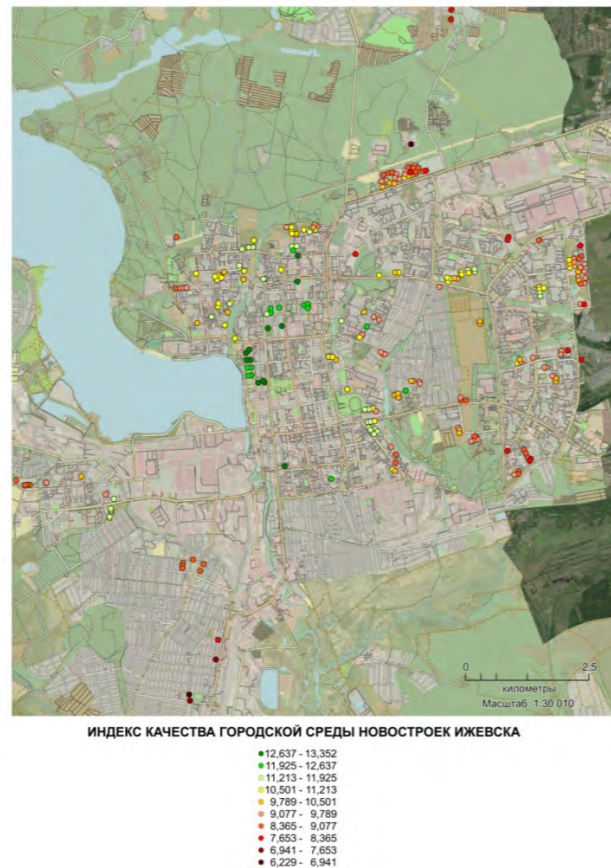 0 2,5
километры
Масштаб: 1:30 010
ИНДЕКС КАЧЕСТВА ГОРОДСКОЙ СРЕДЫ НОВОСТРОЕК ИЖЕВСКА
12,637 - 13,352
11,925 - 12,637
11,213 - 11,925
10,501 - 11,213
9,789 - 10,501
9,077 - 9,789
8,365 - 9,077
7,653 - 8,365
6,941 - 7,653
6,229 - 6,941